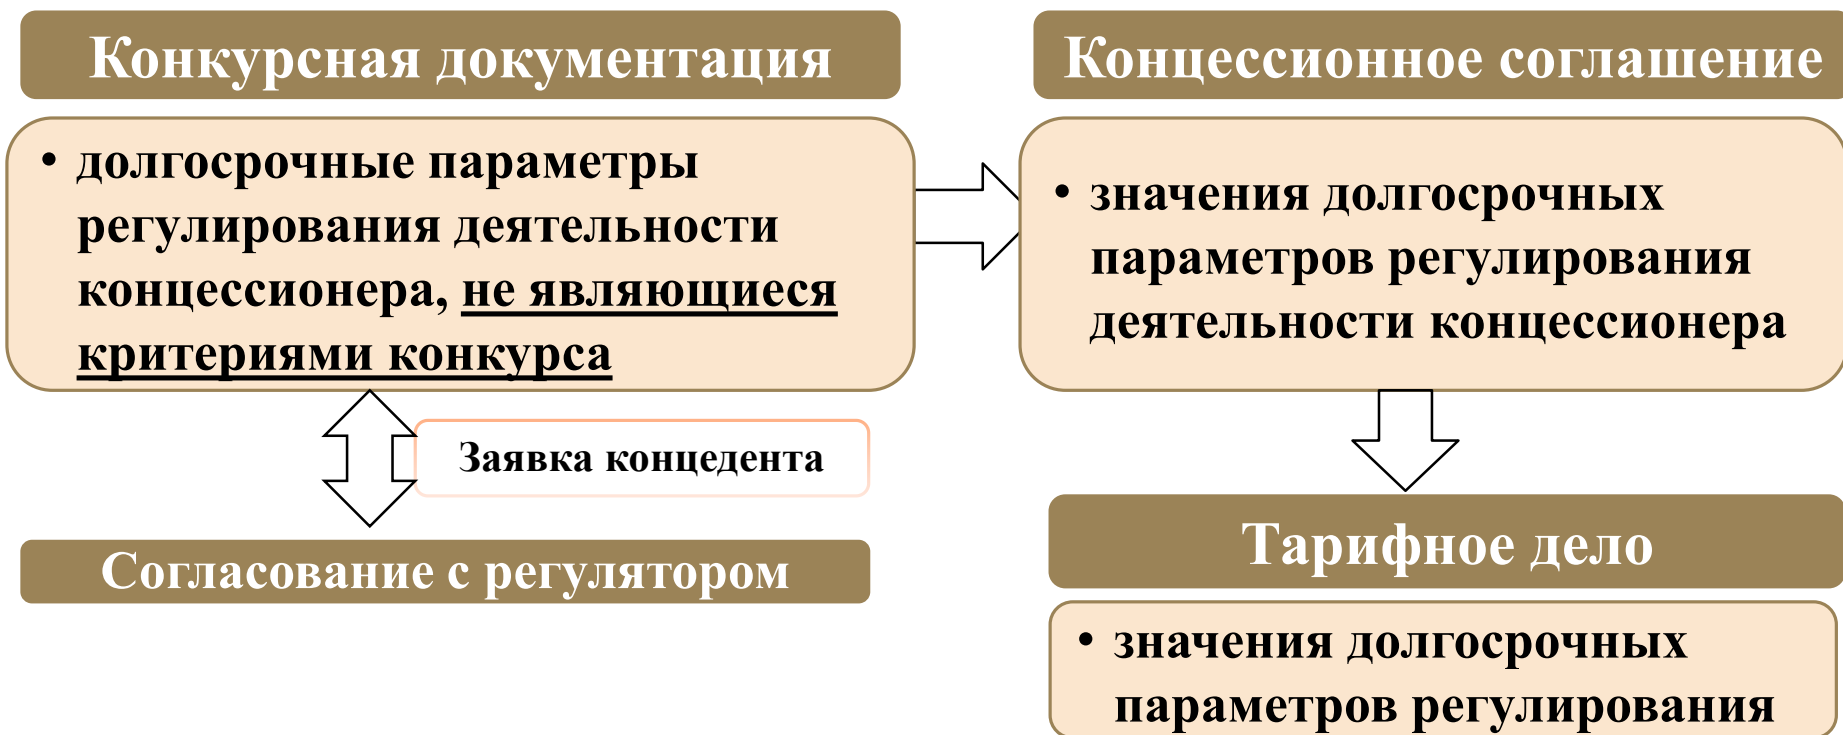 Конкурсная документация
• долгосрочные параметры
регулирования деятельности
концессионера, не являющиеся
критериями конкурса
Заявка концедента
Согласование с регулятором
Концессионное соглашение
• значения долгосрочных
параметров регулирования
деятельности концессионера
Тарифное дело
• значения долгосрочных
параметров регулирования